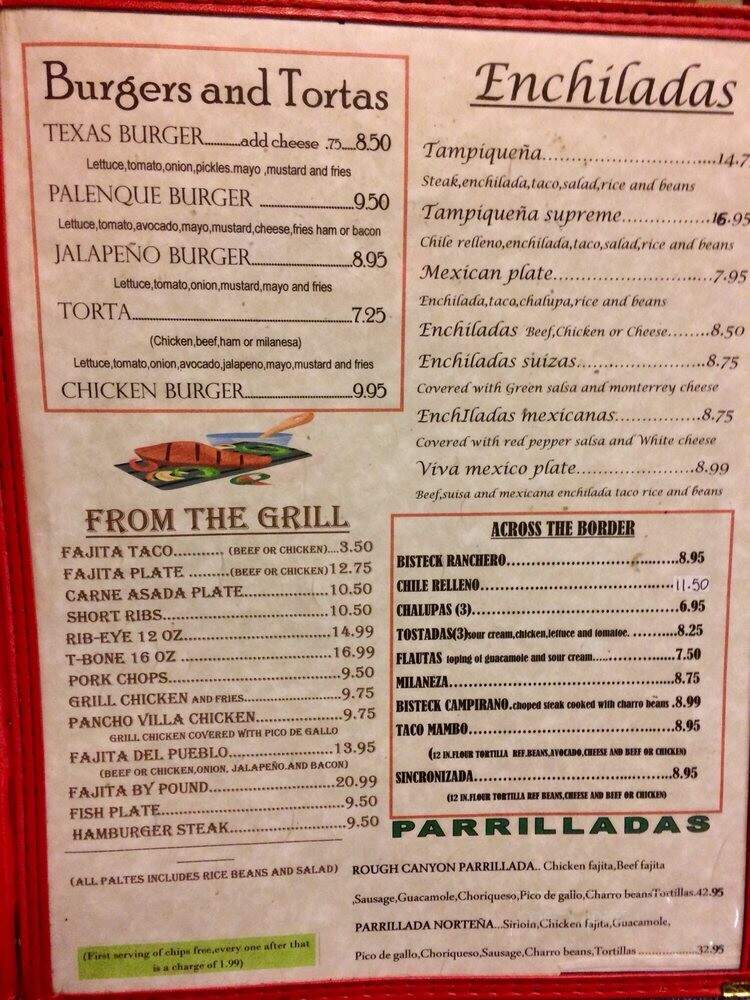 Burgers and Tortas
TEXAS BURGER............add cheese .75....8.50
Lettuce,tomato,onion,pickles.mayo ,mustard and fries
PALENQUE BURGER ..........................9.50
Lettuce,tomato,avocado,mayo,mustard,cheese,fries ham or bacon
JALAPEÑO BURGER..........................8.95
Lettuce,tomato,onion,mustard,mayo and fries
TORTA..........................7.25
(Chicken,beef,ham or milanesa)
Lettuce,tomato,onion,avocado,jalapeno,mayo,mustard and fries
CHICKEN BURGER..........................9.95
FROM THE GRILL
FAJITA TACO........... (BEEF OR CHICKEN)....3.50
FAJITA PLATE .........(BEEF OR CHICKEN)12.75
CARNE ASADA PLATE......................10.50
SHORT RIBS..........................10.50
RIB-EYE 12 OZ..........................14.99
T-BONE 16 OZ ..........................16.99
PORK CHOPS..........................9.50
GRILL CHICKEN AND FRIES....................9.75
PANCHO VILLA CHICKEN..................9.75
GRILL CHICKEN COVERED WITH PICO DE GALLO
FAJITA DEL PUEBLO.....................13.95
(BEEF OR CHICKEN,ONION, JALAPEÑO.AND BACON)
FAJITA BY POUND.......................20.99
FISH PLATE..........................9.50
HAMBURGER STEAK.......................9.50
(ALL PALTES INCLUDES RICE BEANS AND SALAD)
(First serving of chips free,every one after that
is a charge of 1.99)
Enchiladas
Tampiqueña..........................14.7
Steak,enchilada,taco,salad,rice and beans
Tampiqueña supreme.................16.95
Chile relleno,enchilada,taco,salad,rice and beans
Mexican plate..........................7.95
Enchilada,taco,chalupa,rice and beans
Enchiladas Beef,Chicken or Cheese........8.50
Enchiladas suizas..........................8.75
Covered with Green salsa and monterrey cheese
EnchIladas mexicanas.................8.75
Covered with red pepper salsa and White cheese
Viva mexico plate......................8.99
Beef,suisa and mexicana enchilada taco rice and beans
ACROSS THE BORDER
BISTECK RANCHERO..........................8.95
CHILE RELLENO..........................11.50
CHALUPAS (3)..........................6.95
TOSTADAS(3)sour cream,chicken,lettuce and tomatoe. ..........8.25
FLAUTAS toping of guacamole and sour cream...................7.50
MILANEZA..........................8.75
BISTECK CAMPIRANO.choped steak cooked with charro beans .8.99
TACO MAMBO..........................8.95
(12 IN.FLOUR TORTILLA REF.BEANS,AVOCADO,CHEESE AND BEEF OR CHICKEN)
SINCRONIZADA..........................8.95
(12 IN.FLOUR TORTILLA REF BEANS,CHEESE AND BEEF OR CHICKEN)
PARRILLADAS
ROUGH CANYON PARRILLADA.. Chicken fajita,Beef fajita
,Sausage,Guacamole,Choriqueso,Pico de gallo,Charro beansTortillas.42.95
PARRILLADA NORTEÑA...Sirioin,Chicken fajita,Guacamole,
Pico de gallo,Choriqueso,Sausage,Charro beans,Tortillas ...................32.95